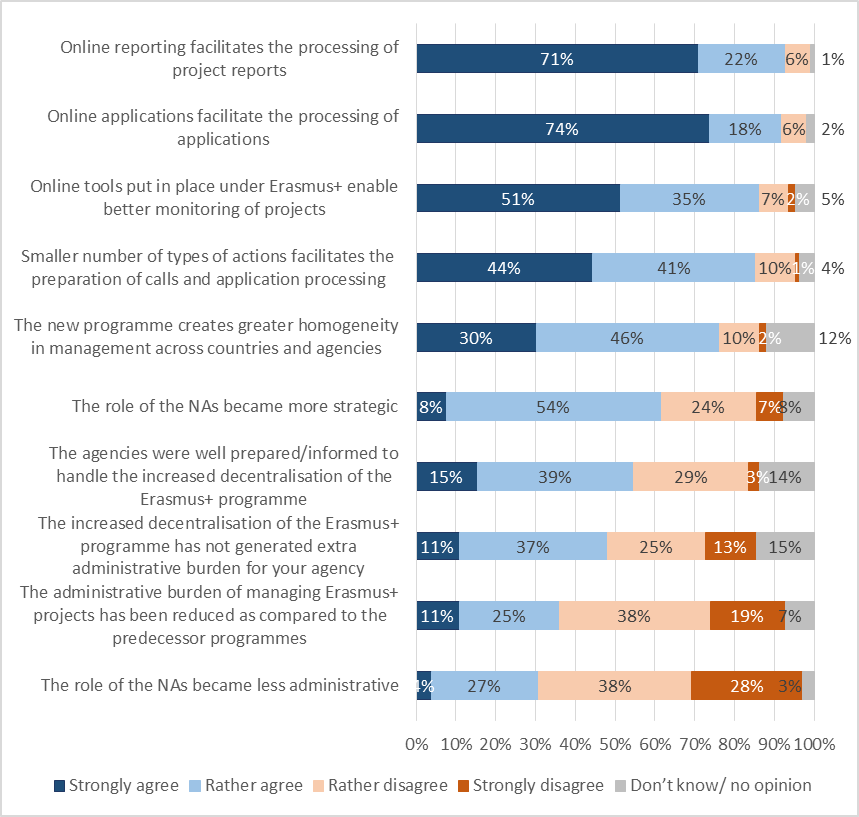 Online reporting facilitates the processing of
project reports
71% 22% 6% 1%
Online applications facilitate the processing of
applications
74% 18% 6% 2%
Online tools put in place under Erasmus+ enable
better monitoring of projects
51% 35% 7% 2% 5%
Smaller number of types of actions facilitates the
preparation of calls and application processing
44% 41% 10% 1% 4%
The new programme creates greater homogeneity
in management across countries and agencies
30% 46% 10% 2% 12%
The role of the NAs became more strategic
8% 54% 24% 7% 8%
The agencies were well prepared/informed to
handle the increased decentralisation of the
Erasmus+ programme
15% 39% 29% 3% 14%
The increased decentralisation of the Erasmus+
programme has not generated extra
administrative burden for your agency
11% 37% 25% 13% 15%
The administrative burden of managing Erasmus+
projects has been reduced as compared to the
predecessor programmes
11% 25% 38% 19% 7%
The role of the NAs became less administrative
4% 27% 38% 28% 3%
0% 10% 20% 30% 40% 50% 60% 70% 80% 90% 100%
Strongly agree Rather agree Rather disagree Strongly disagree Don't know/ no opinion